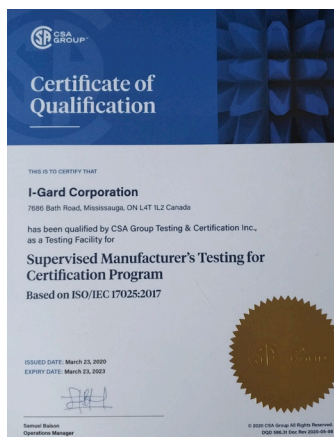 CSA
GROUP™
Certificate of
Qualification
THIS IS TO CERTIFY THAT
I-Gard Corporation
7686 Bath Road, Mississauga, ON L4T 1L2 Canada
has been qualified by CSA Group Testing & Certification Inc.,
as a Testing Facility for
Supervised Manufacturer's Testing for
Certification Program
Based on ISO/IEC 17025:2017
ISSUED DATE: March 23, 2020
EXPIRY DATE: March 23, 2023
Samuel Baison
Operations Manager
© 2020 CSA Group All Rights Reserved.